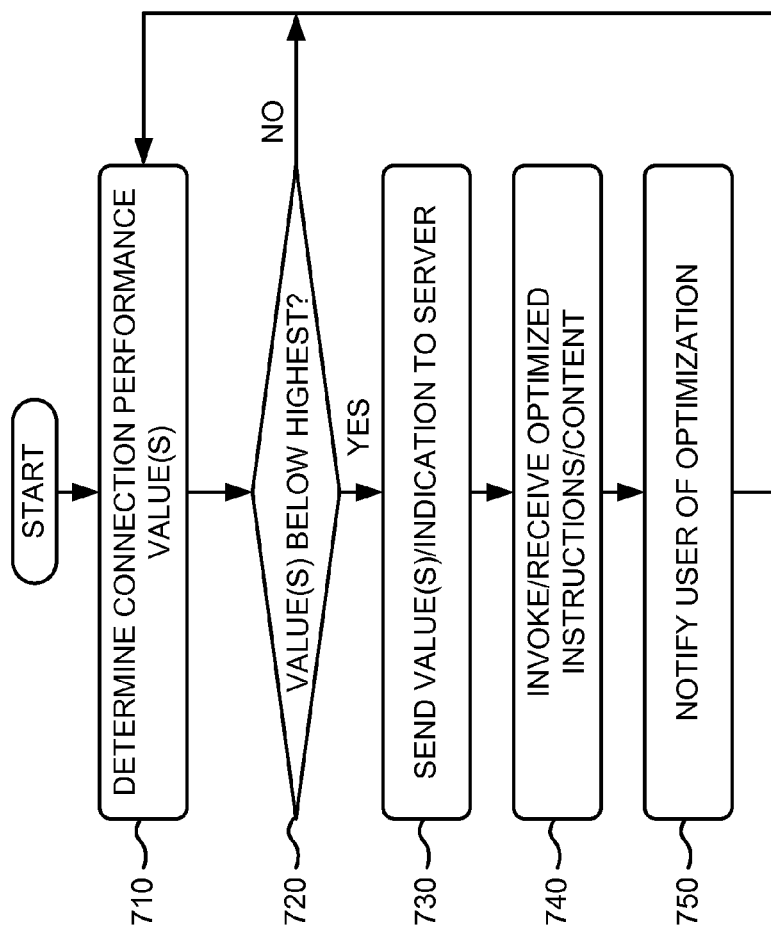 START
710
DETERMINE CONNECTION PERFORMANCE
VALUE(S)
720
VALUE(S) BELOW HIGHEST?
NO
YES
730
SEND VALUE(S)/INDICATION TO SERVER
740
INVOKE/RECEIVE OPTIMIZED
INSTRUCTIONS/CONTENT
750
NOTIFY USER OF OPTIMIZATION